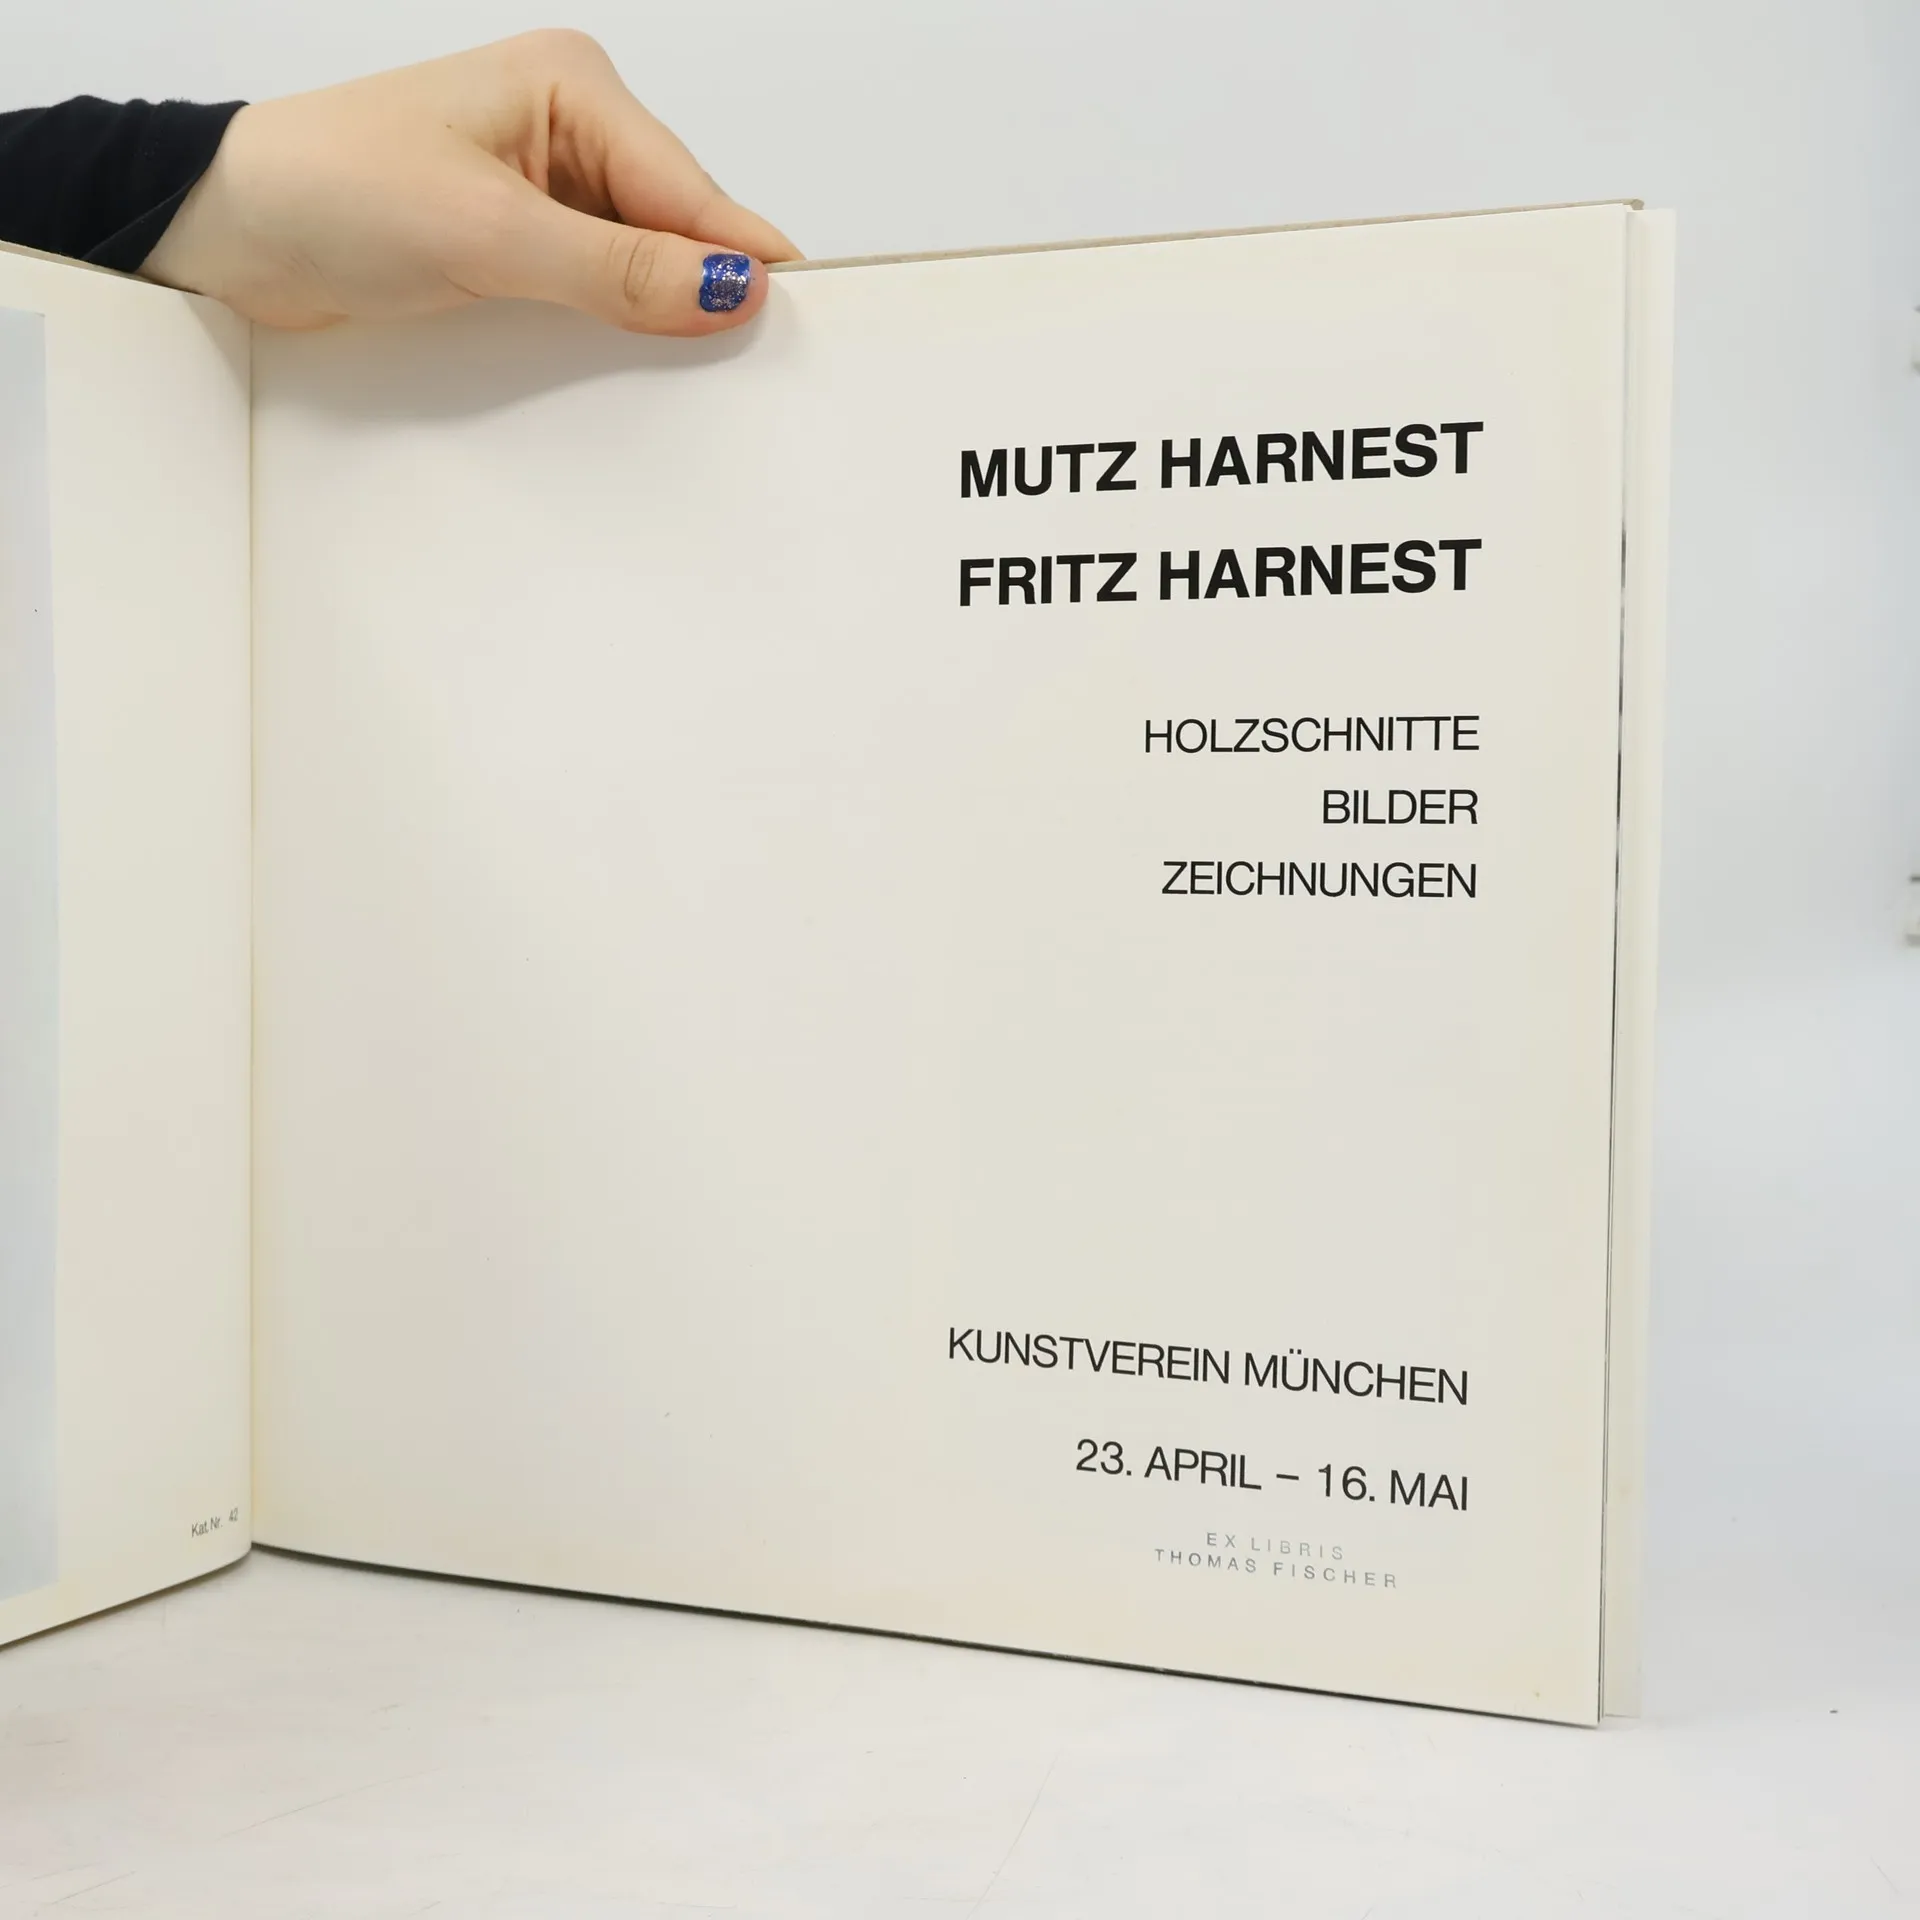 Kat Nr. 42
MUTZ HARNEST
FRITZ HARNEST
HOLZSCHNITTE
BILDER
ZEICHNUNGEN
KUNSTVEREIN MÜNCHEN
23. APRIL – 16. MAI
EX LIBRIS
THOMAS FISCHER